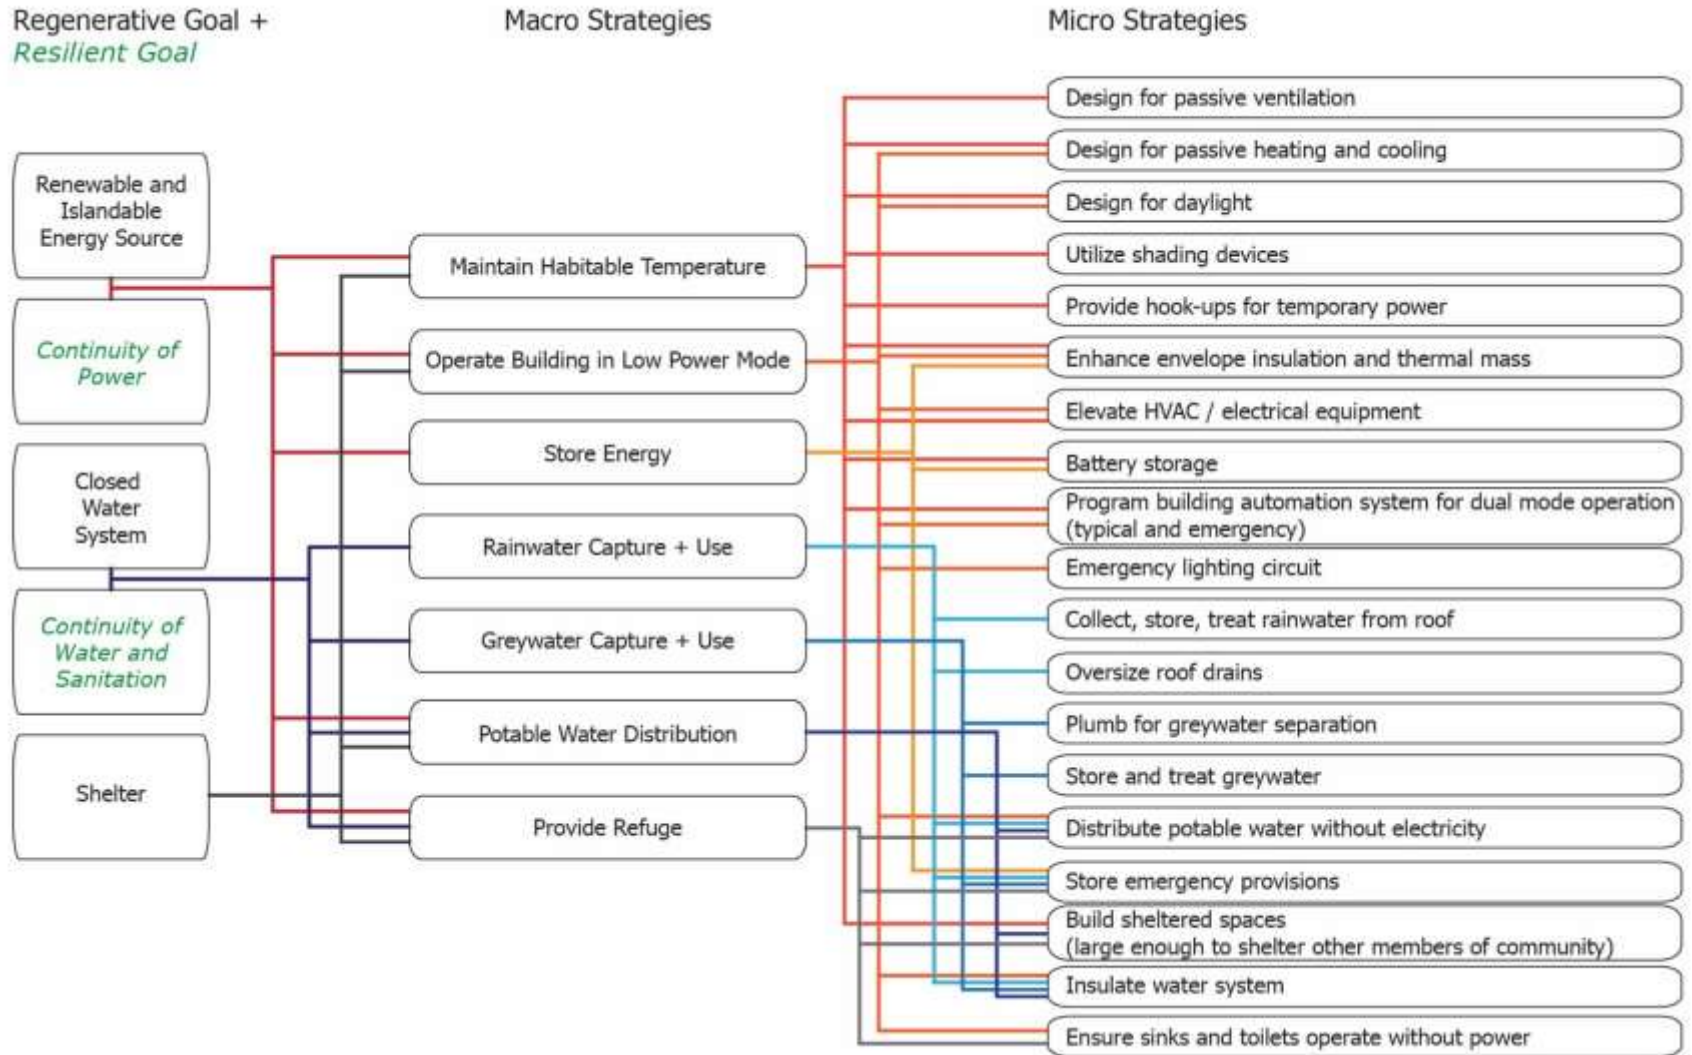 Regenerative Goal +
Resilient Goal
Macro Strategies
Micro Strategies
Renewable and
Islandable
Energy Source
Continuity of
Power
Closed
Water
System
Continuity of
Water and
Sanitation
Shelter
Maintain Habitable Temperature
Operate Building in Low Power Mode
Store Energy
Rainwater Capture + Use
Greywater Capture + Use
Potable Water Distribution
Provide Refuge
Design for passive ventilation
Design for passive heating and cooling
Design for daylight
Utilize shading devices
Provide hook-ups for temporary power
Enhance envelope insulation and thermal mass
Elevate HVAC / electrical equipment
Battery storage
Program building automation system for dual mode operation
(typical and emergency)
Emergency lighting circuit
Collect, store, treat rainwater from roof
Oversize roof drains
Plumb for greywater separation
Store and treat greywater
Distribute potable water without electricity
Store emergency provisions
Build sheltered spaces
(large enough to shelter other members of community)
Insulate water system
Ensure sinks and toilets operate without power